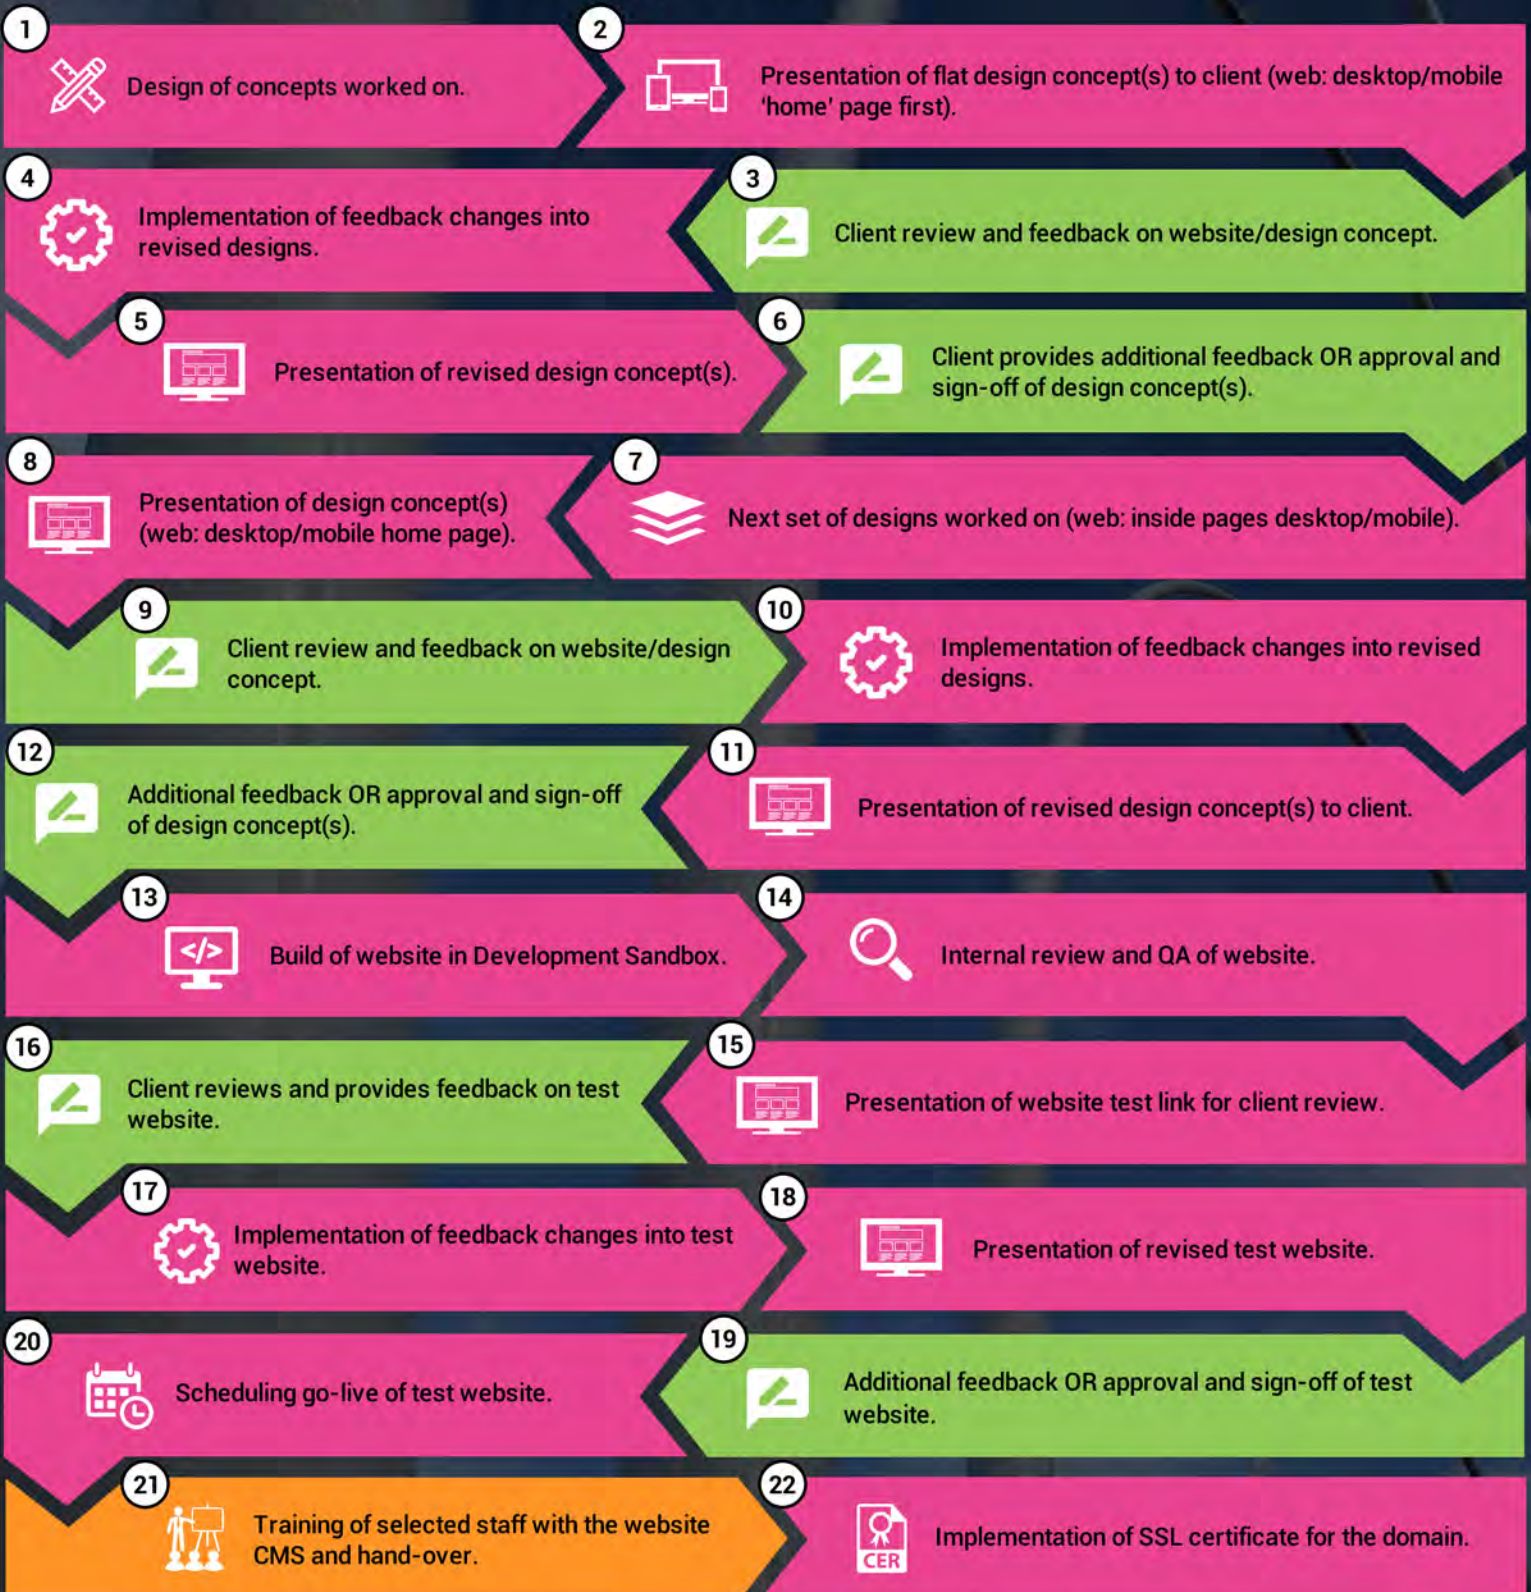 1
Design of concepts worked on.
2
Presentation of flat design concept(s) to client (web: desktop/mobile
'home' page first).
3
Client review and feedback on website/design concept.
4
Implementation of feedback changes into
revised designs.
5
Presentation of revised design concept(s).
6
Client provides additional feedback OR approval and
sign-off of design concept(s).
7
Next set of designs worked on (web: inside pages desktop/mobile).
8
Presentation of design concept(s)
(web: desktop/mobile home page).
9
Client review and feedback on website/design
concept.
10
Implementation of feedback changes into revised
designs.
11
Presentation of revised design concept(s) to client.
12
Additional feedback OR approval and sign-off
of design concept(s).
13
</>
Build of website in Development Sandbox.
14
Internal review and QA of website.
15
Presentation of website test link for client review.
16
Client reviews and provides feedback on test
website.
17
Implementation of feedback changes into test
website.
18
Presentation of revised test website.
19
Additional feedback OR approval and sign-off of test
website.
20
Scheduling go-live of test website.
21
Training of selected staff with the website
CMS and hand-over.
22
CER
Implementation of SSL certificate for the domain.